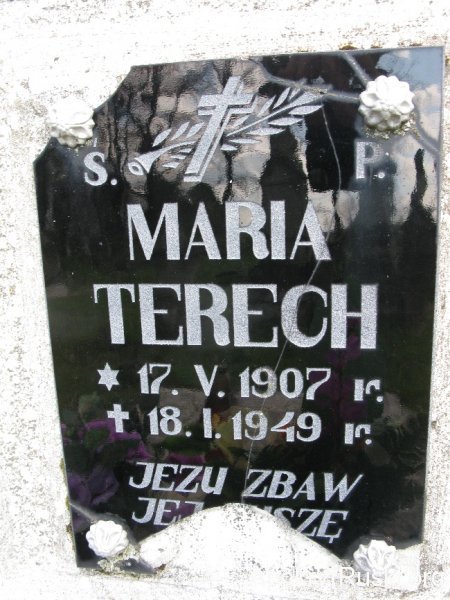 Ś. P.
MARIA
TERECH
* 17. V. 1907 r.
+ 18. I. 1949 r.
JEZU ZBAW